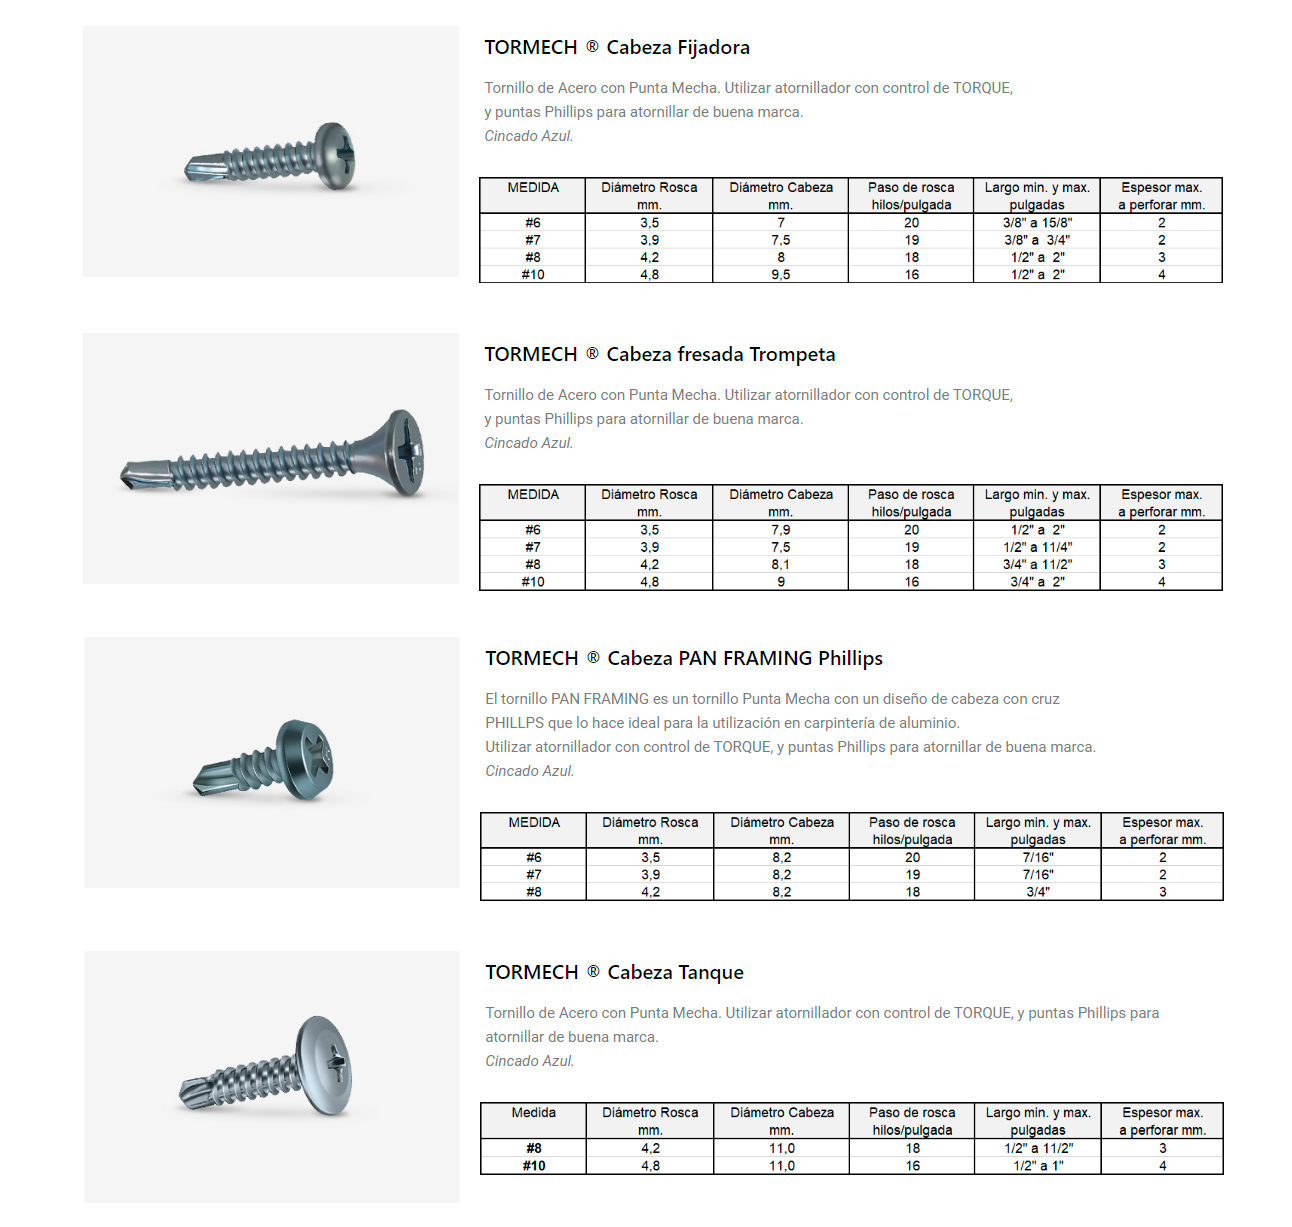 TORMECH ® Cabeza Fijadora
Tornillo de Acero con Punta Mecha. Utilizar atornillador con control de TORQUE,
y puntas Phillips para atornillar de buena marca.
Cincado Azul.
MEDIDA Diámetro Rosca Diámetro Cabeza Paso de rosca Largo min. y max. Espesor max.
mm. mm. hilos/pulgada pulgadas a perforar mm.
#6 3,5 7 20 3/8" a 15/8" 2
#7 3,9 7,5 19 3/8" a 3/4" 2
#8 4,2 8 18 1/2" a 2" 3
#10 4,8 9,5 16 1/2" a 2" 4
TORMECH ® Cabeza fresada Trompeta
Tornillo de Acero con Punta Mecha. Utilizar atornillador con control de TORQUE,
y puntas Phillips para atornillar de buena marca.
Cincado Azul.
MEDIDA Diámetro Rosca Diámetro Cabeza Paso de rosca Largo min. y max. Espesor max.
mm. mm. hilos/pulgada pulgadas a perforar mm.
#6 3,5 7,9 20 1/2" a 2" 2
#7 3,9 7,5 19 1/2" a 11/4" 2
#8 4,2 8,1 18 3/4" a 11/2" 3
#10 4,8 9 16 3/4" a 2" 4
TORMECH ® Cabeza PAN FRAMING Phillips
El tornillo PAN FRAMING es un tornillo Punta Mecha con un diseño de cabeza con cruz
PHILLPS que lo hace ideal para la utilización en carpintería de aluminio.
Utilizar atornillador con control de TORQUE, y puntas Phillips para atornillar de buena marca.
Cincado Azul.
MEDIDA Diámetro Rosca Diámetro Cabeza Paso de rosca Largo min. y max. Espesor max.
mm. mm. hilos/pulgada pulgadas a perforar mm.
#6 3,5 8,2 20 7/16" 2
#7 3,9 8,2 19 7/16" 2
#8 4,2 8,2 18 3/4" 3
TORMECH ® Cabeza Tanque
Tornillo de Acero con Punta Mecha. Utilizar atornillador con control de TORQUE, y puntas Phillips para
atornillar de buena marca.
Cincado Azul.
Medida Diámetro Rosca Diámetro Cabeza Paso de rosca Largo min. y max. Espesor max.
mm. mm. hilos/pulgada pulgadas a perforar mm.
#8 4,2 11,0 18 1/2" a 11/2" 3
#10 4,8 11,0 16 1/2" a 1" 4